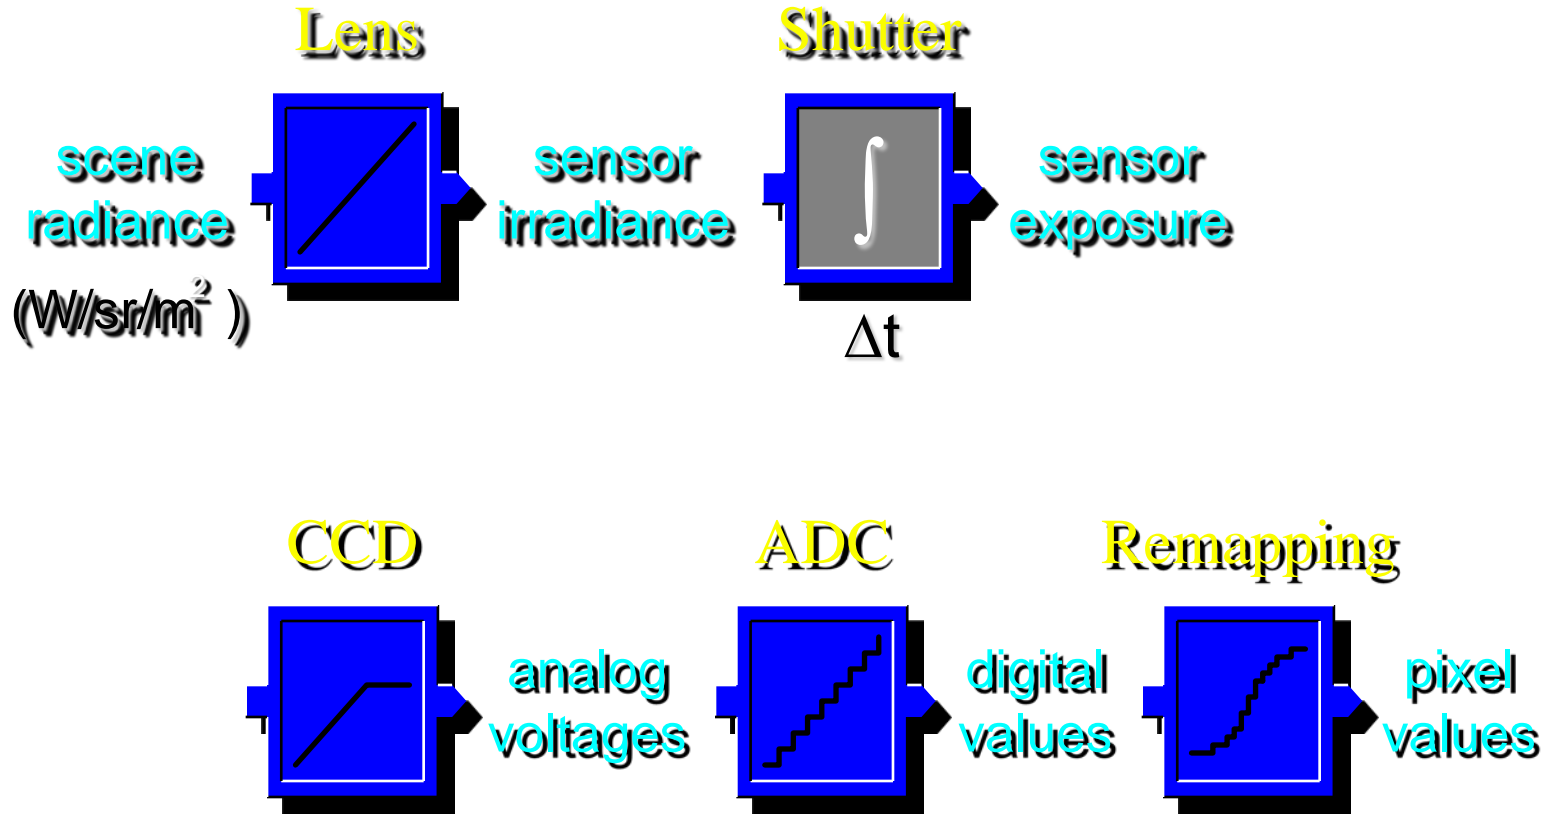 Lens
Shutter
scene
radiance
(W/sr/m² )
sensor
irradiance
∫
Δt
sensor
exposure
CCD
ADC
Remapping
analog
voltages
digital
values
pixel
values